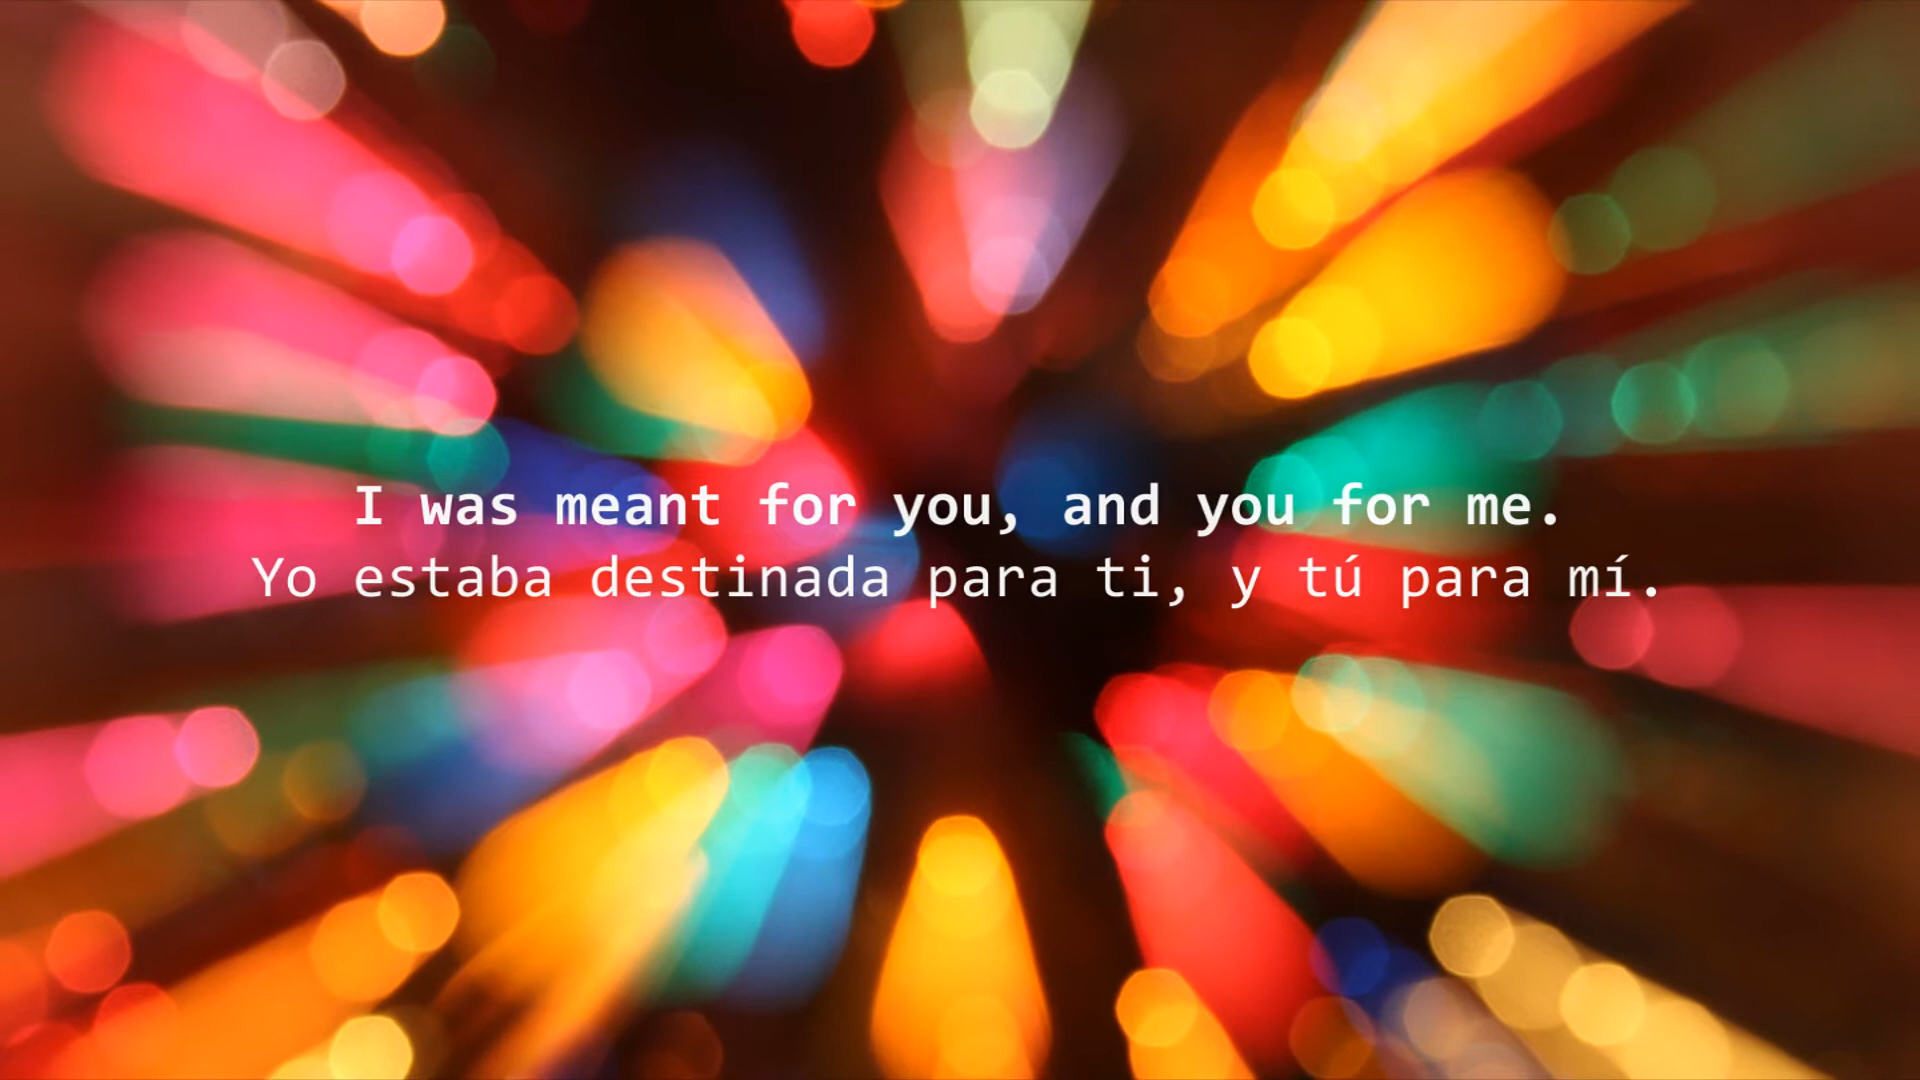 I was meant for you, and you for me.
Yo estaba destinada para ti, y tú para mí.